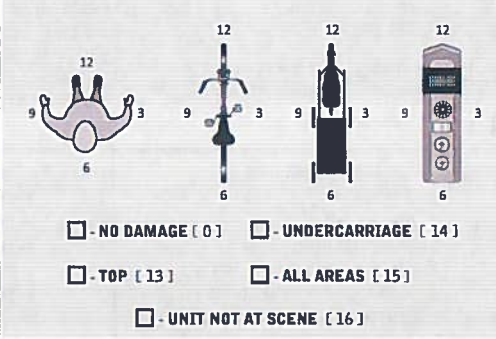 12 12 12 12
9 3 9 3 9 3 9 3
6 6 6 6
- NO DAMAGE [ 0 ]
- UNDERCARRIAGE [ 14 ]
- TOP [ 13 ]
- ALL AREAS [ 15 ]
- UNIT NOT AT SCENE [ 16 ]